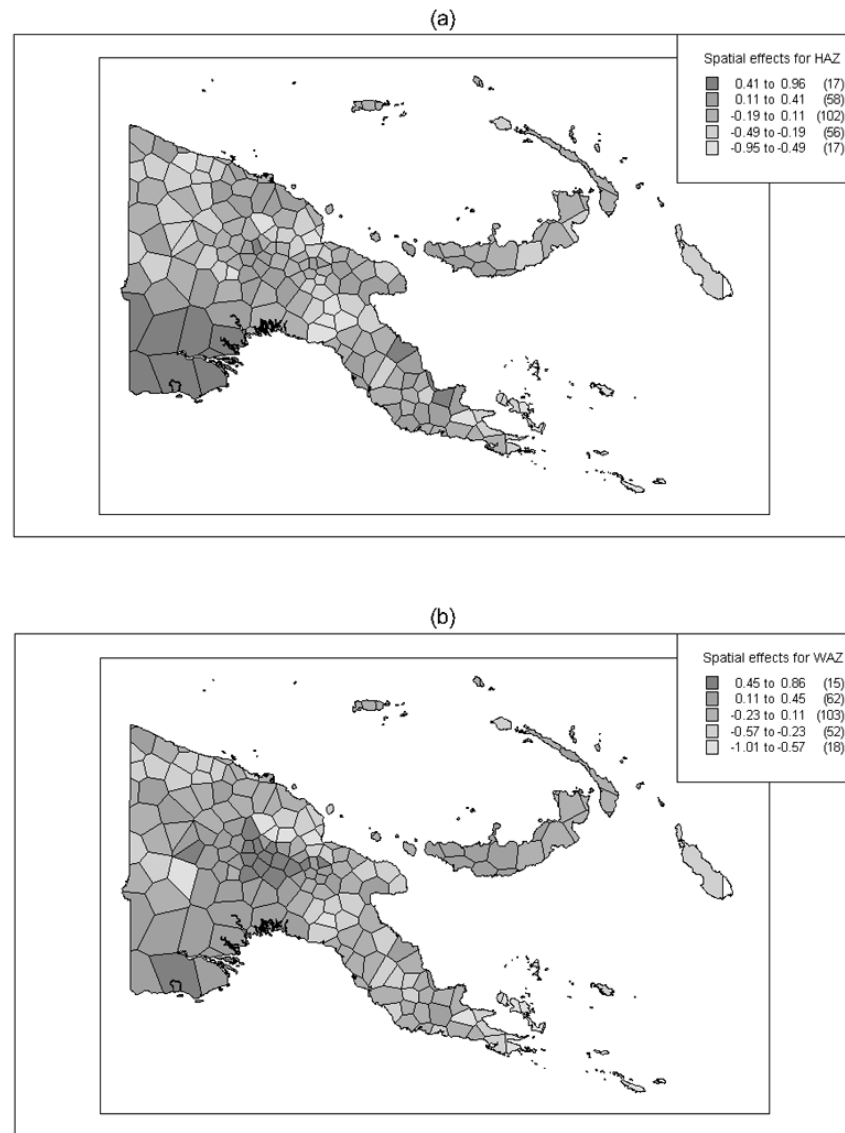 (a)
Spatial effects for HAZ
0.41 to 0.96 (17)
0.11 to 0.41 (58)
-0.19 to 0.11 (102)
-0.49 to -0.19 (56)
-0.95 to -0.49 (17)
(b)
Spatial effects for WAZ
0.45 to 0.86 (15)
0.11 to 0.45 (62)
-0.23 to 0.11 (103)
-0.57 to -0.23 (52)
-1.01 to -0.57 (18)